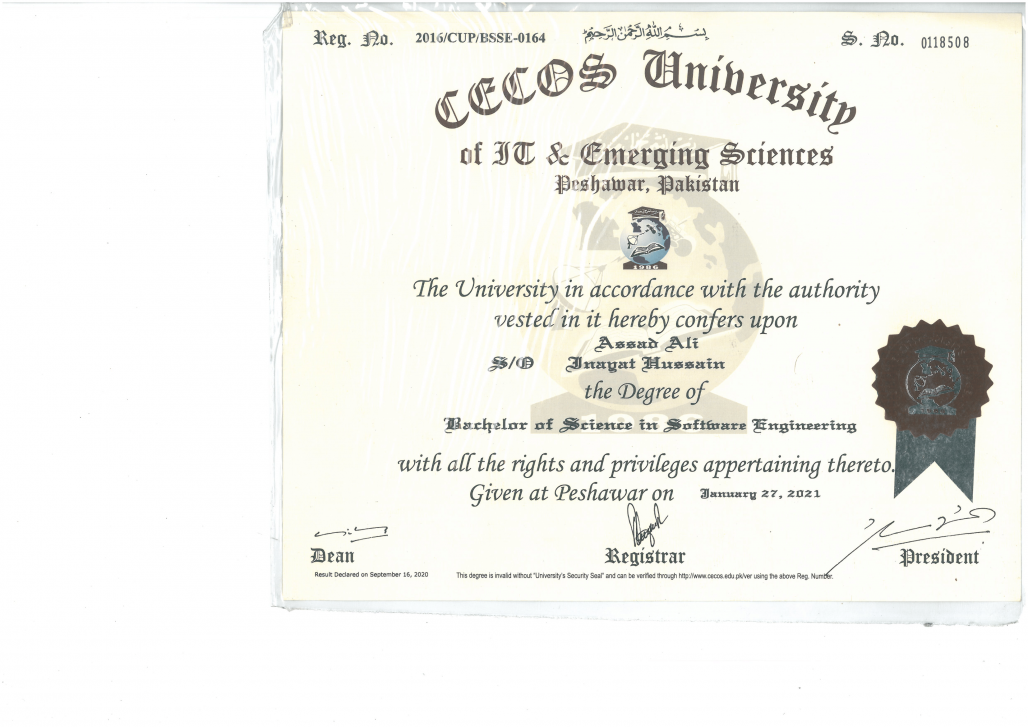 Reg. No. 2016/CUP/BSSE-0164
بِسْمِ اللهِ الرَّحْمٰنِ الرَّحِيْمِ
S. No. 0118508
CECOS University
of IT & Emerging Sciences
Peshawar, Pakistan
1986
The University in accordance with the authority
vested in it hereby confers upon
Assad Ali
S/O Inayat Hussain
the Degree of
Bachelor of Science in Software Engineering
with all the rights and privileges appertaining thereto.
Given at Peshawar on January 27, 2021
Dean
Registrar
President
Result Declared on September 16, 2020
This degree is invalid without "University's Security Seal" and can be verified through http://www.cecos.edu.pk/ver using the above Reg. Number.